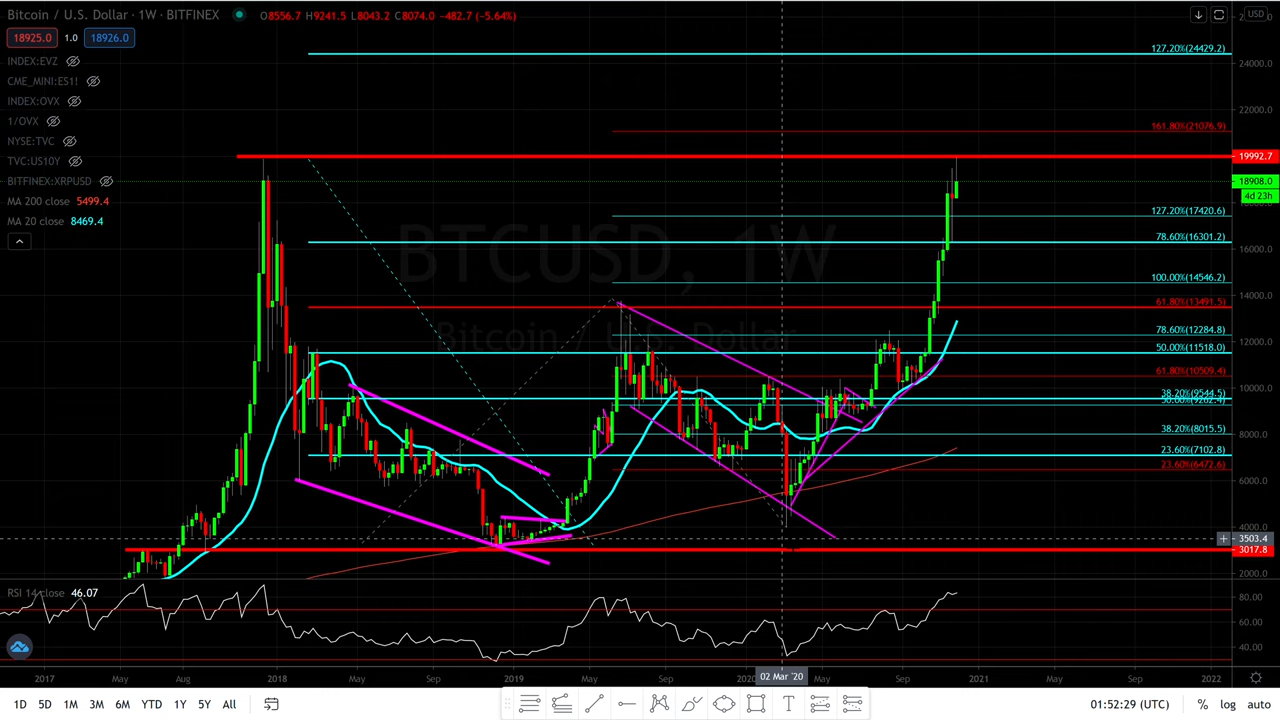 Bitcoin / U.S. Dollar · 1W · BITFINEX O8556.7 H9241.5 L8043.2 C8074.0 -482.7 (-5.64%) USD
18925.0 1.0 18926.0
INDEX:EVZ
CME_MINI:ES1!
INDEX:OVX
1/OVX
NYSE:TVC
TVC:US10Y
BITFINEX:XRPUSD
MA 200 close 5499.4
MA 20 close 8469.4
BTCUSD, 1W
Bitcoin / U.S. Dollar
127.20%(24429.2)
24000.0
22000.0
161.80%(21076.9)
19992.7
18908.0
4d 23h
127.20%(17420.6)
78.60%(16301.2)
16000.0
100.00%(14546.2)
14000.0
61.80%(13491.5)
78.60%(12284.8)
12000.0
50.00%(11518.0)
61.80%(10509.4)
10000.0
38.20%(9544.5)
38.20%(8015.5)
8000.0
23.60%(7102.8)
23.60%(6472.6)
6000.0
4000.0
3503.4
3017.8
2000.0
RSI 14 close 46.07
80.00
60.00
40.00
2017 May Aug 2018 May Sep 2019 May Sep 2020 02 Mar '20 May Sep 2021 May Sep 2022
1D 5D 1M 3M 6M YTD 1Y 5Y All 01:52:29 (UTC) % log auto